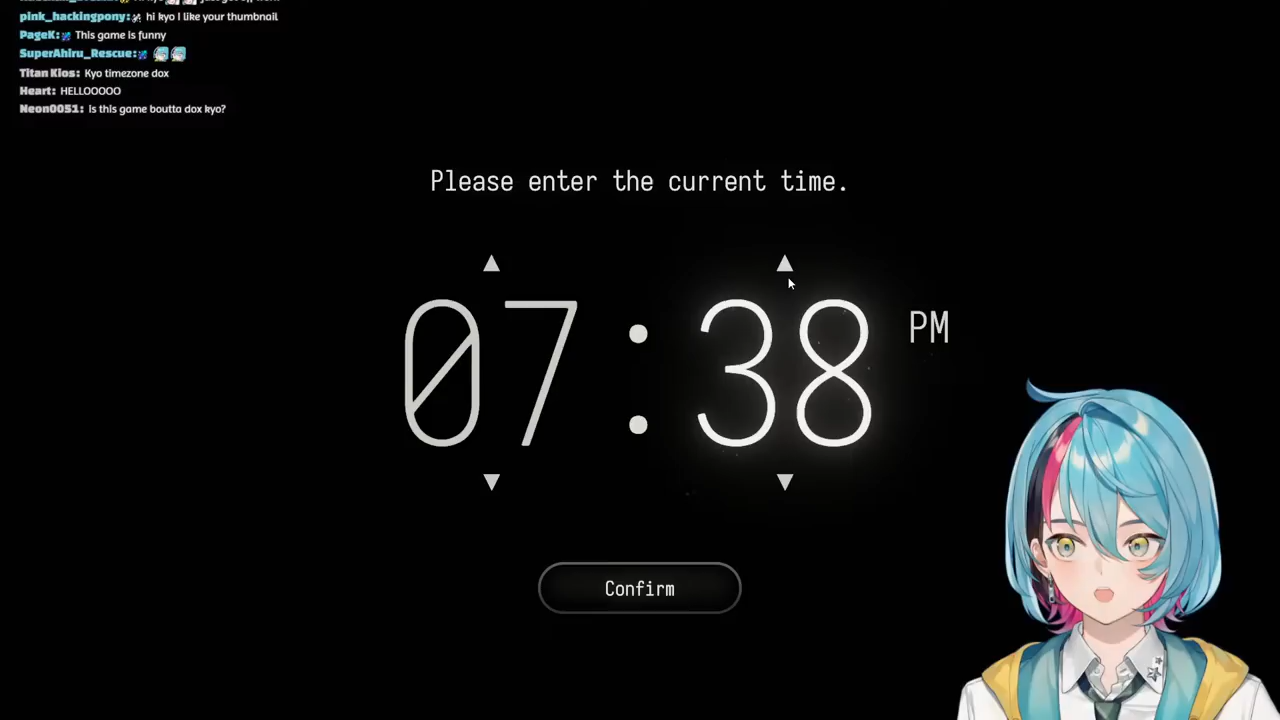 pink_hackingpony: hi kyo I like your thumbnail
PageK: This game is funny
SuperAhiru_Rescue:
Titan Klos: Kyo timezone dox
Heart: HELLOOOOO
Neon0051: is this game boutta dox kyo?
Please enter the current time.
07:38 PM
Confirm